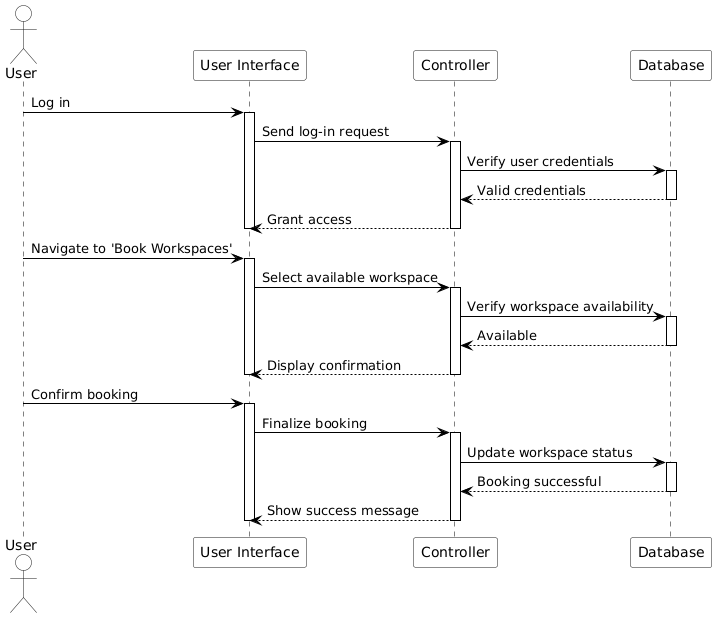 User
User Interface
Controller
Database
Log in
Send log-in request
Verify user credentials
Valid credentials
Grant access
Navigate to 'Book Workspaces'
Select available workspace
Verify workspace availability
Available
Display confirmation
Confirm booking
Finalize booking
Update workspace status
Booking successful
Show success message
User
User Interface
Controller
Database